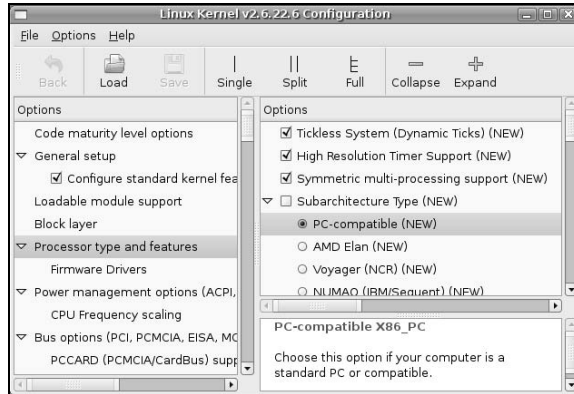 Linux Kernel v2.6.22.6 Configuration
File Options Help
Back Load Save Single Split Full Collapse Expand
Options
Code maturity level options
General setup
Configure standard kernel fea
Loadable module support
Block layer
Processor type and features
Firmware Drivers
Power management options (ACPI,
CPU Frequency scaling
Bus options (PCI, PCMCIA, EISA, MC
PCCARD (PCMCIA/CardBus) supp
Options
Tickless System (Dynamic Ticks) (NEW)
High Resolution Timer Support (NEW)
Symmetric multi-processing support (NEW)
Subarchitecture Type (NEW)
PC-compatible (NEW)
AMD Elan (NEW)
Voyager (NCR) (NEW)
NUMAQ (IBM/Sequent) (NEW)
PC-compatible X86_PC
Choose this option if your computer is a
standard PC or compatible.